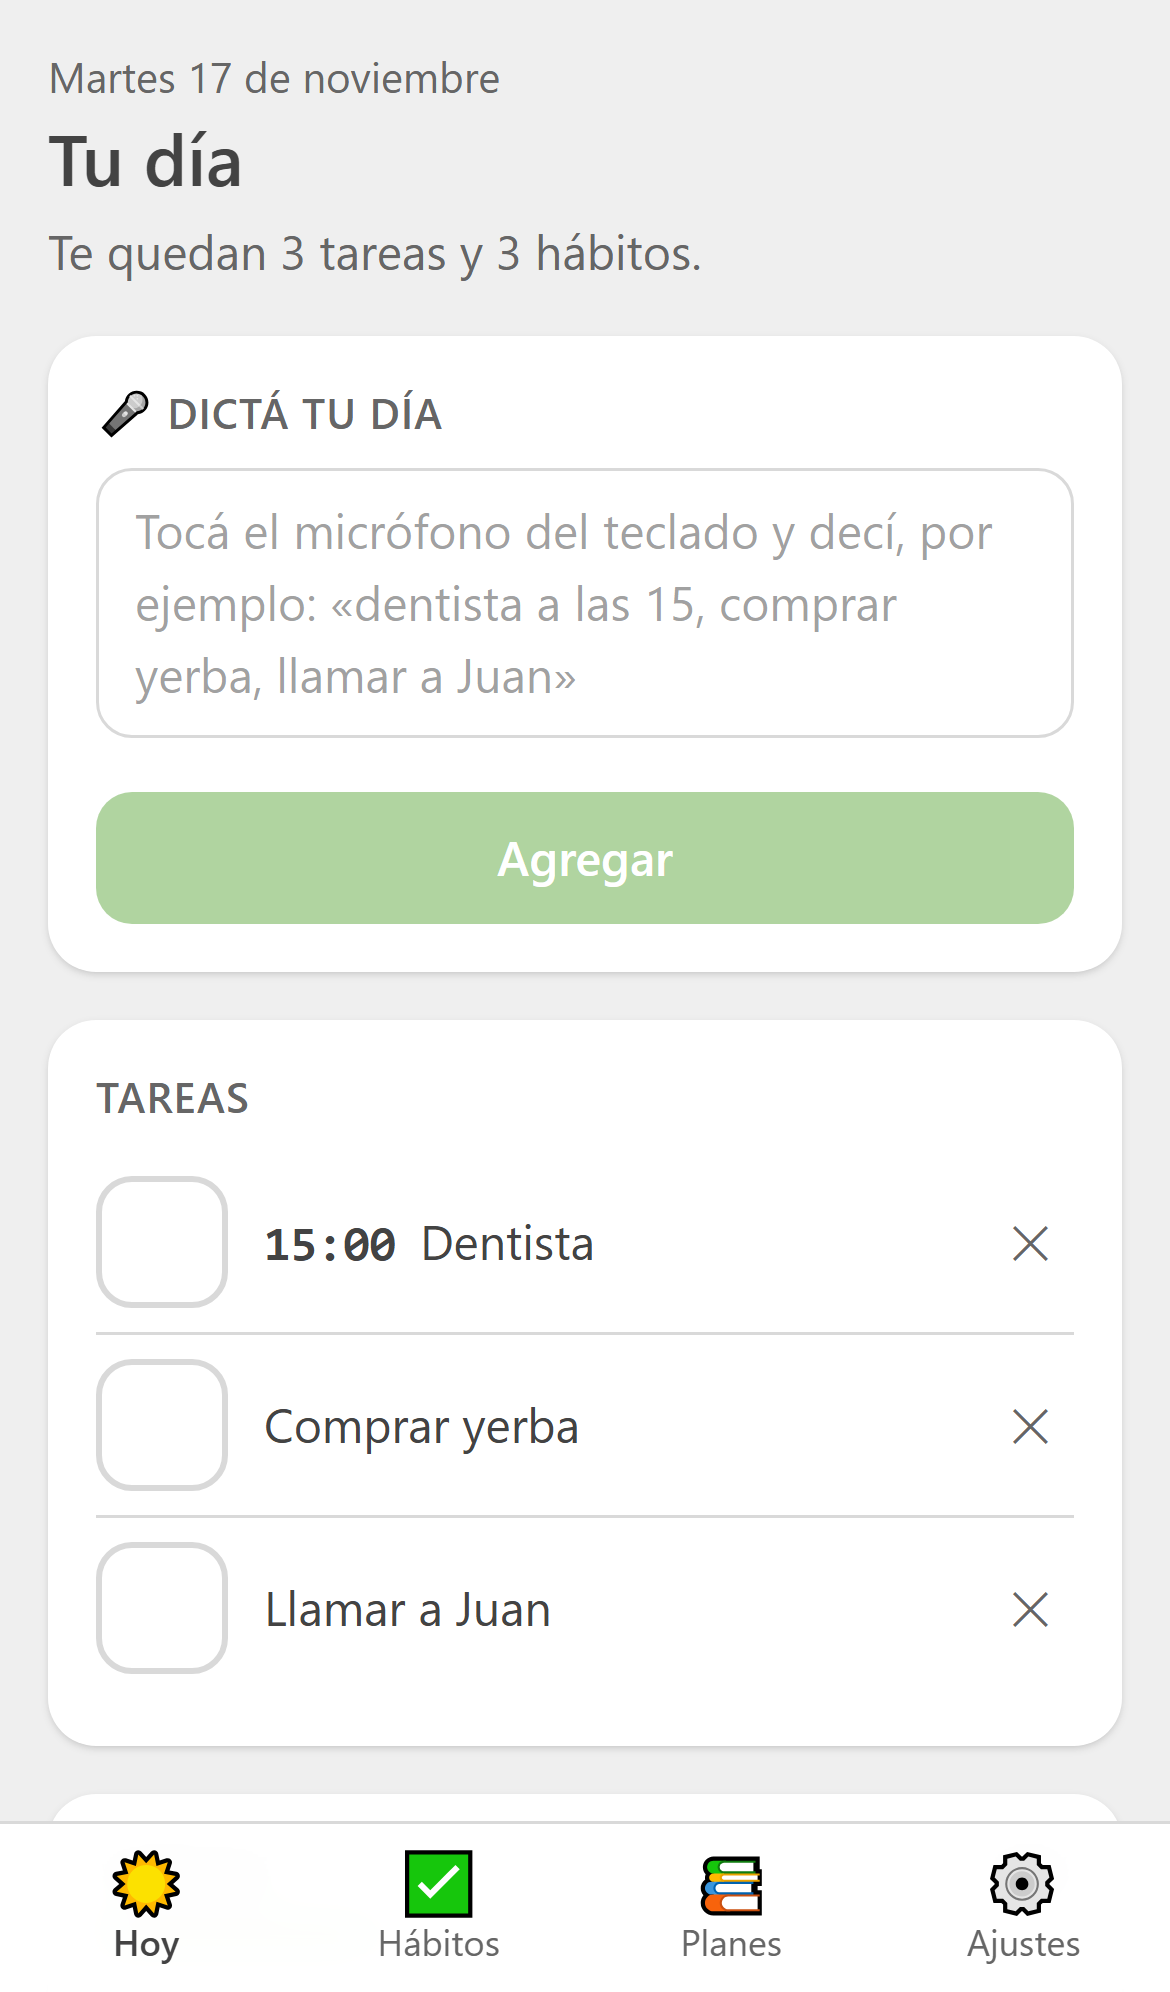 Martes 17 de noviembre
Tu día
Te quedan 3 tareas y 3 hábitos.
DICTÁ TU DÍA
Tocá el micrófono del teclado y decí, por
ejemplo: «dentista a las 15, comprar
yerba, llamar a Juan»
Agregar
TAREAS
15:00 Dentista
Comprar yerba
Llamar a Juan
Hoy
Hábitos
Planes
Ajustes